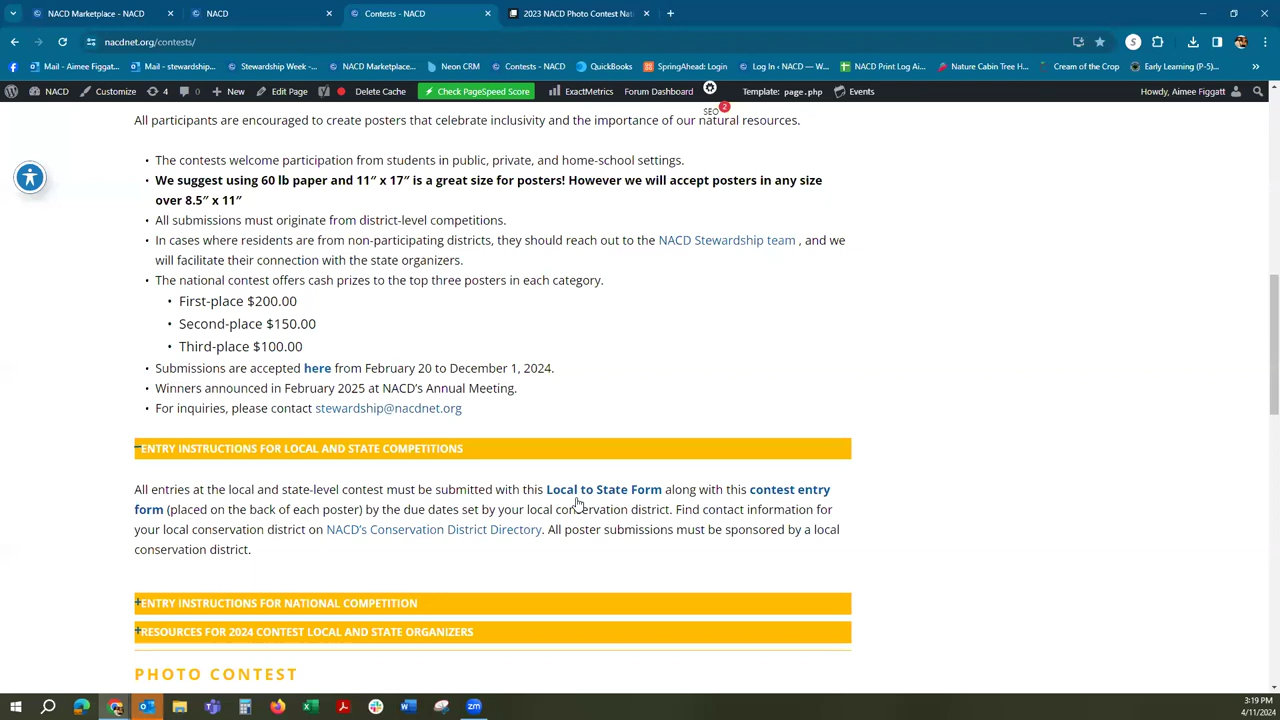 NACD Marketplace - NACD
NACD
Contests - NACD
2023 NACD Photo Contest Nati
nacdnet.org/contests/
S
Mail - Aimee Figgatt...
Mail - stewardship...
Stewardship Week -...
NACD Marketplace...
Neon CRM
Contests - NACD
QuickBooks
SpringAhead: Login
Log In ‹ NACD — W...
NACD Print Log Ai...
Nature Cabin Tree H...
Cream of the Crop
Early Learning (P-5)...
NACD
Customize
4
0
New
Edit Page
Delete Cache
Check PageSpeed Score
ExactMetrics
Forum Dashboard
SEO
2
Template: page.php
Events
Howdy, Aimee Figgatt
All participants are encouraged to create posters that celebrate inclusivity and the importance of our natural resources.
• The contests welcome participation from students in public, private, and home-school settings.
• We suggest using 60 lb paper and 11″ x 17″ is a great size for posters! However we will accept posters in any size
over 8.5″ x 11″
• All submissions must originate from district-level competitions.
• In cases where residents are from non-participating districts, they should reach out to the NACD Stewardship team , and we
will facilitate their connection with the state organizers.
• The national contest offers cash prizes to the top three posters in each category.
• First-place $200.00
• Second-place $150.00
• Third-place $100.00
• Submissions are accepted here from February 20 to December 1, 2024.
• Winners announced in February 2025 at NACD’s Annual Meeting.
• For inquiries, please contact stewardship@nacdnet.org
ENTRY INSTRUCTIONS FOR LOCAL AND STATE COMPETITIONS
All entries at the local and state-level contest must be submitted with this Local to State Form along with this contest entry
form (placed on the back of each poster) by the due dates set by your local conservation district. Find contact information for
your local conservation district on NACD’s Conservation District Directory. All poster submissions must be sponsored by a local
conservation district.
+ENTRY INSTRUCTIONS FOR NATIONAL COMPETITION
+RESOURCES FOR 2024 CONTEST LOCAL AND STATE ORGANIZERS
PHOTO CONTEST
zm
3:19 PM
4/11/2024